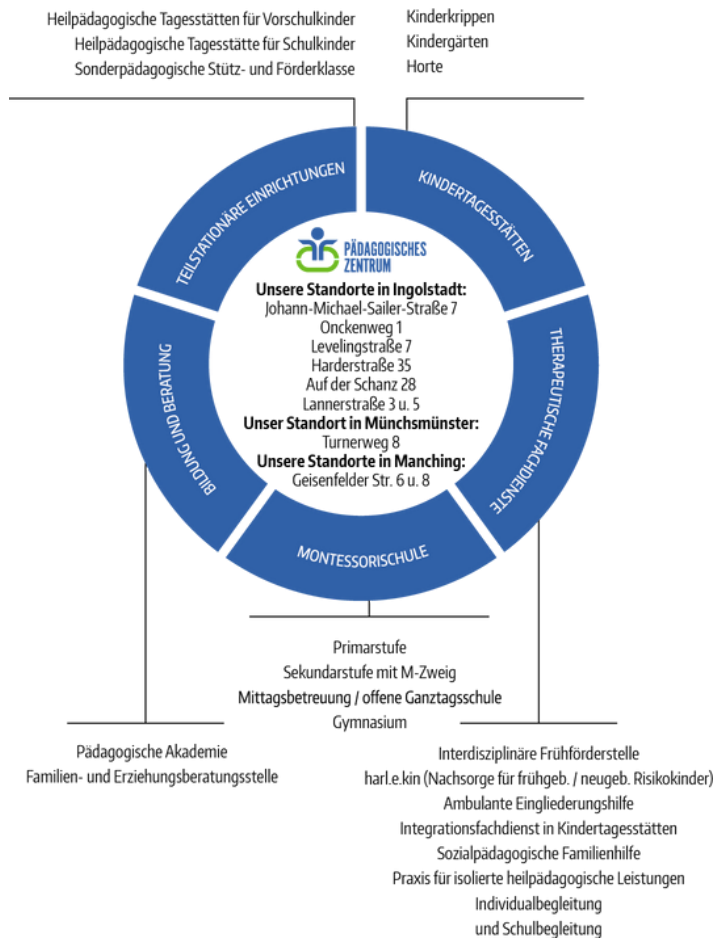 Heilpädagogische Tagesstätten für Vorschulkinder
Heilpädagogische Tagesstätte für Schulkinder
Sonderpädagogische Stütz- und Förderklasse
Kinderkrippen
Kindergärten
Horte
TEILSTATIONÄRE EINRICHTUNGEN
KINDERTAGESSTÄTTEN
PÄDAGOGISCHES
ZENTRUM
Unsere Standorte in Ingolstadt:
Johann-Michael-Sailer-Straße 7
Onckenweg 1
Levelingstraße 7
Harderstraße 35
Auf der Schanz 28
Lannerstraße 3 u. 5
Unser Standort in Münchsmünster:
Turnerweg 8
Unsere Standorte in Manching:
Geisenfelder Str. 6 u. 8
BILDUNG UND BERATUNG
THERAPEUTISCHE FACHDIENSTE
MONTESSORISCHULE
Primarstufe
Sekundarstufe mit M-Zweig
Mittagsbetreuung / offene Ganztagsschule
Gymnasium
Pädagogische Akademie
Familien- und Erziehungsberatungsstelle
Interdisziplinäre Frühförderstelle
harl.e.kin (Nachsorge für frühgeb. / neugeb. Risikokinder)
Ambulante Eingliederungshilfe
Integrationsfachdienst in Kindertagesstätten
Sozialpädagogische Familienhilfe
Praxis für isolierte heilpädagogische Leistungen
Individualbegleitung
und Schulbegleitung